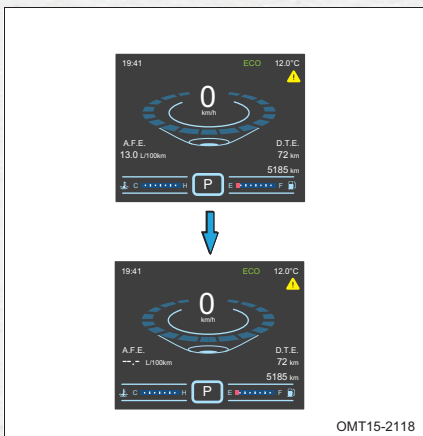 19:41 ECO 12.0°C
0
km/h
A.F.E. D.T.E.
13.0 L/100km 72 km
5185 km
C H P E F
19:41 ECO 12.0°C
0
km/h
A.F.E. D.T.E.
--.- L/100km 72 km
5185 km
C H P E F
OMT15-2118